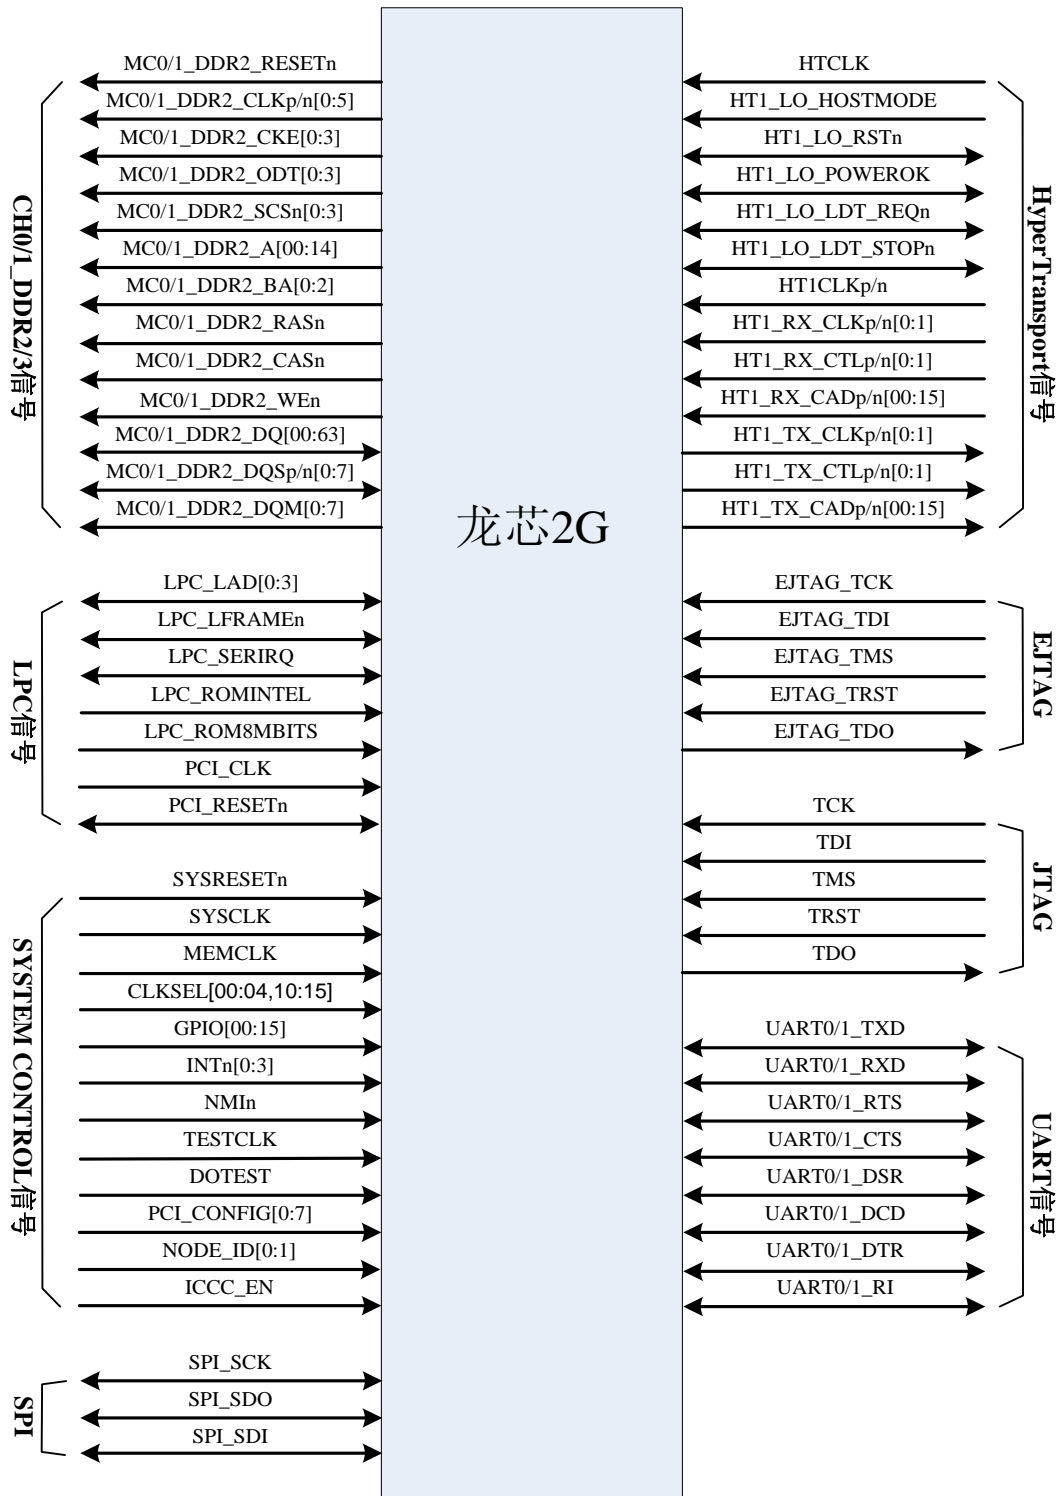 CH0/1_DDR2/3信号
MC0/1_DDR2_RESETn
MC0/1_DDR2_CLKp/n[0:5]
MC0/1_DDR2_CKE[0:3]
MC0/1_DDR2_ODT[0:3]
MC0/1_DDR2_SCSn[0:3]
MC0/1_DDR2_A[00:14]
MC0/1_DDR2_BA[0:2]
MC0/1_DDR2_RASn
MC0/1_DDR2_CASn
MC0/1_DDR2_WEn
MC0/1_DDR2_DQ[00:63]
MC0/1_DDR2_DQSp/n[0:7]
MC0/1_DDR2_DQM[0:7]
LPC信号
LPC_LAD[0:3]
LPC_LFRAMEn
LPC_SERIRQ
LPC_ROMINTEL
LPC_ROM8MBITS
PCI_CLK
PCI_RESETn
SYSTEM CONTROL信号
SYSRESETn
SYSCLK
MEMCLK
CLKSEL[00:04,10:15]
GPIO[00:15]
INTn[0:3]
NMIn
TESTCLK
DOTEST
PCI_CONFIG[0:7]
NODE_ID[0:1]
ICCC_EN
SPI
SPI_SCK
SPI_SDO
SPI_SDI
龙芯2G
HTCLK
HT1_LO_HOSTMODE
HT1_LO_RSTn
HT1_LO_POWEROK
HT1_LO_LDT_REQn
HT1_LO_LDT_STOPn
HT1CLKp/n
HT1_RX_CLKp/n[0:1]
HT1_RX_CTLp/n[0:1]
HT1_RX_CADp/n[00:15]
HT1_TX_CLKp/n[0:1]
HT1_TX_CTLp/n[0:1]
HT1_TX_CADp/n[00:15]
HyperTransport信号
EJTAG_TCK
EJTAG_TDI
EJTAG_TMS
EJTAG_TRST
EJTAG_TDO
EJTAG
TCK
TDI
TMS
TRST
TDO
JTAG
UART0/1_TXD
UART0/1_RXD
UART0/1_RTS
UART0/1_CTS
UART0/1_DSR
UART0/1_DCD
UART0/1_DTR
UART0/1_RI
UART信号